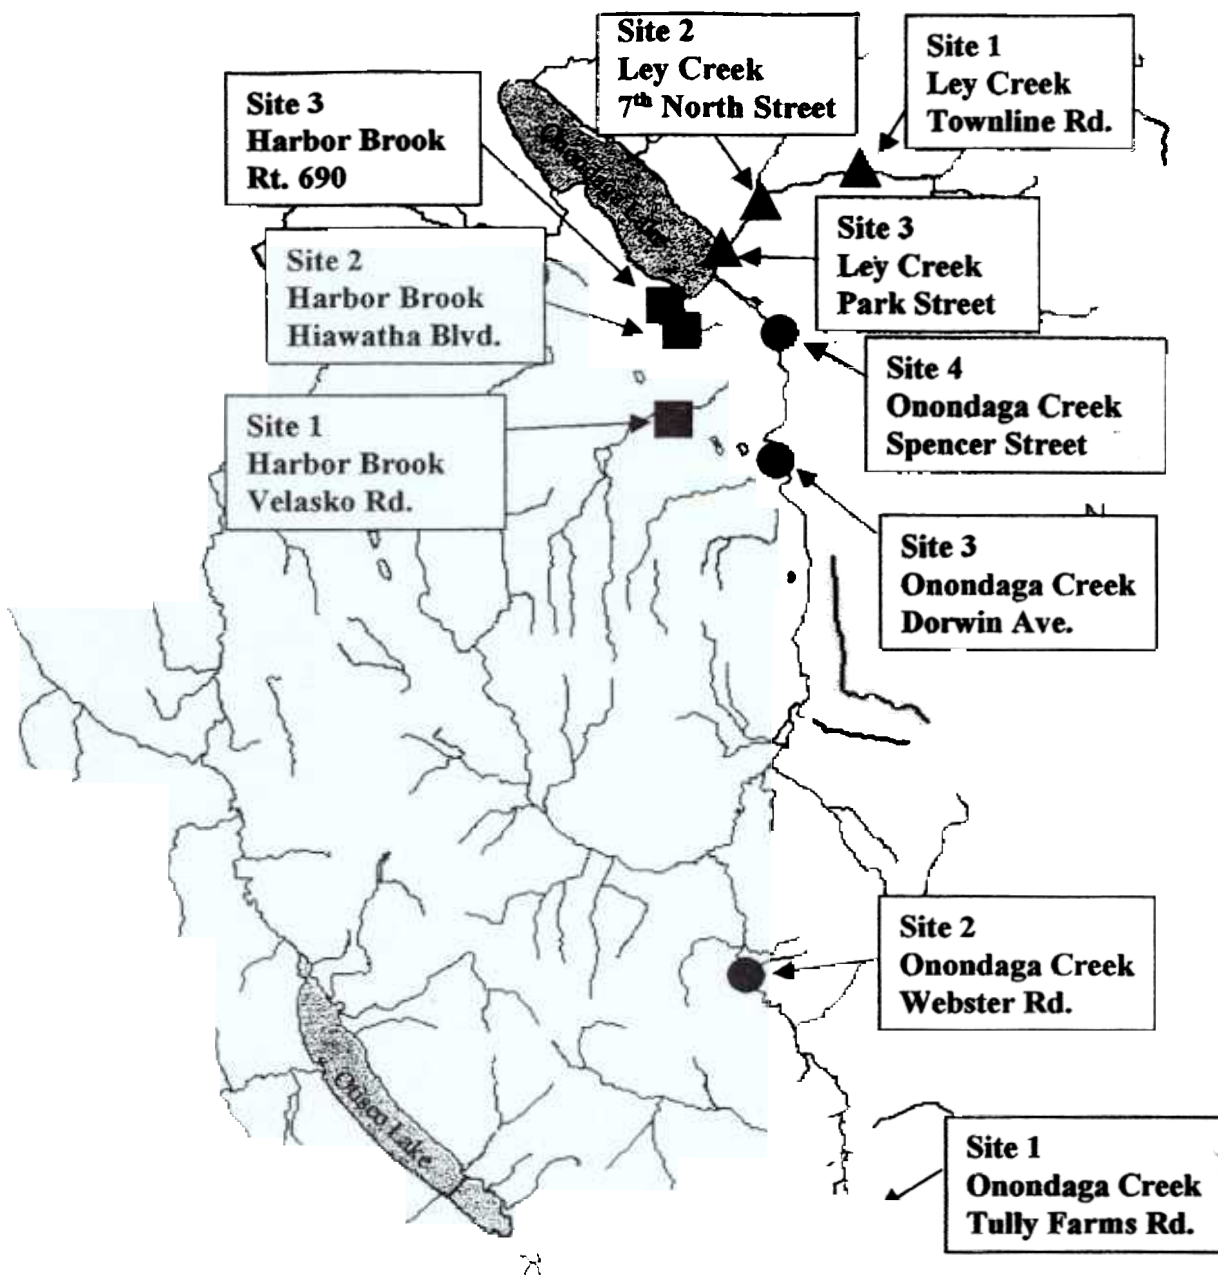 Site 2
Ley Creek
7th North Street
Site 1
Ley Creek
Townline Rd.
Site 3
Harbor Brook
Rt. 690
Site 3
Ley Creek
Park Street
Site 2
Harbor Brook
Hiawatha Blvd.
Site 4
Onondaga Creek
Spencer Street
Site 1
Harbor Brook
Velasko Rd.
Site 3
Onondaga Creek
Dorwin Ave.
Site 2
Onondaga Creek
Webster Rd.
Otisco Lake
Site 1
Onondaga Creek
Tully Farms Rd.